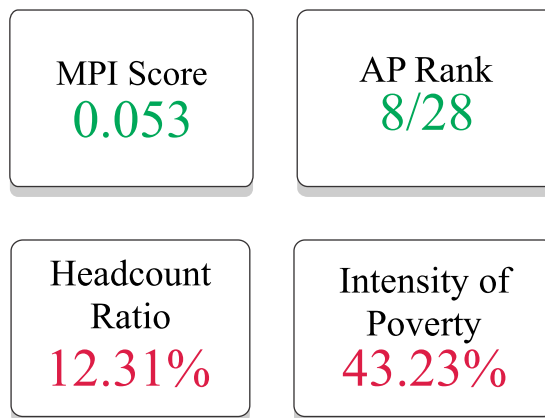 MPI Score
0.053
AP Rank
8/28
Headcount
Ratio
12.31%
Intensity of
Poverty
43.23%